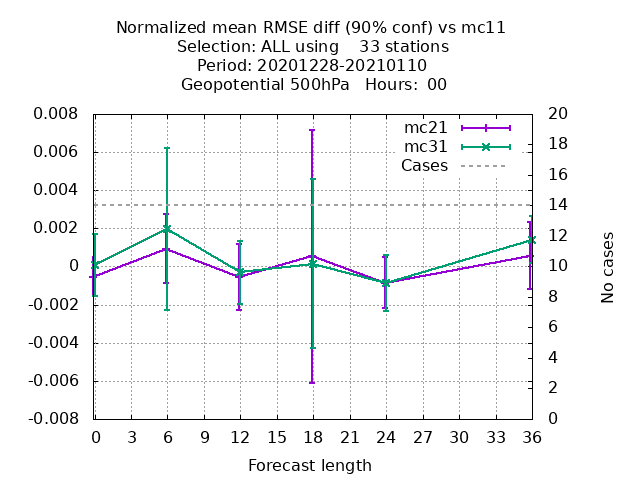 Normalized mean RMSE diff (90% conf) vs mc11
Selection: ALL using    33 stations
Period: 20201228-20210110
Geopotential 500hPa   Hours:  00
mc21
mc31
Cases
0.008
0.006
0.004
0.002
0
-0.002
-0.004
-0.006
-0.008
20
18
16
14
12
10
8
6
4
2
0
No cases
0 3 6 9 12 15 18 21 24 27 30 33 36
Forecast length